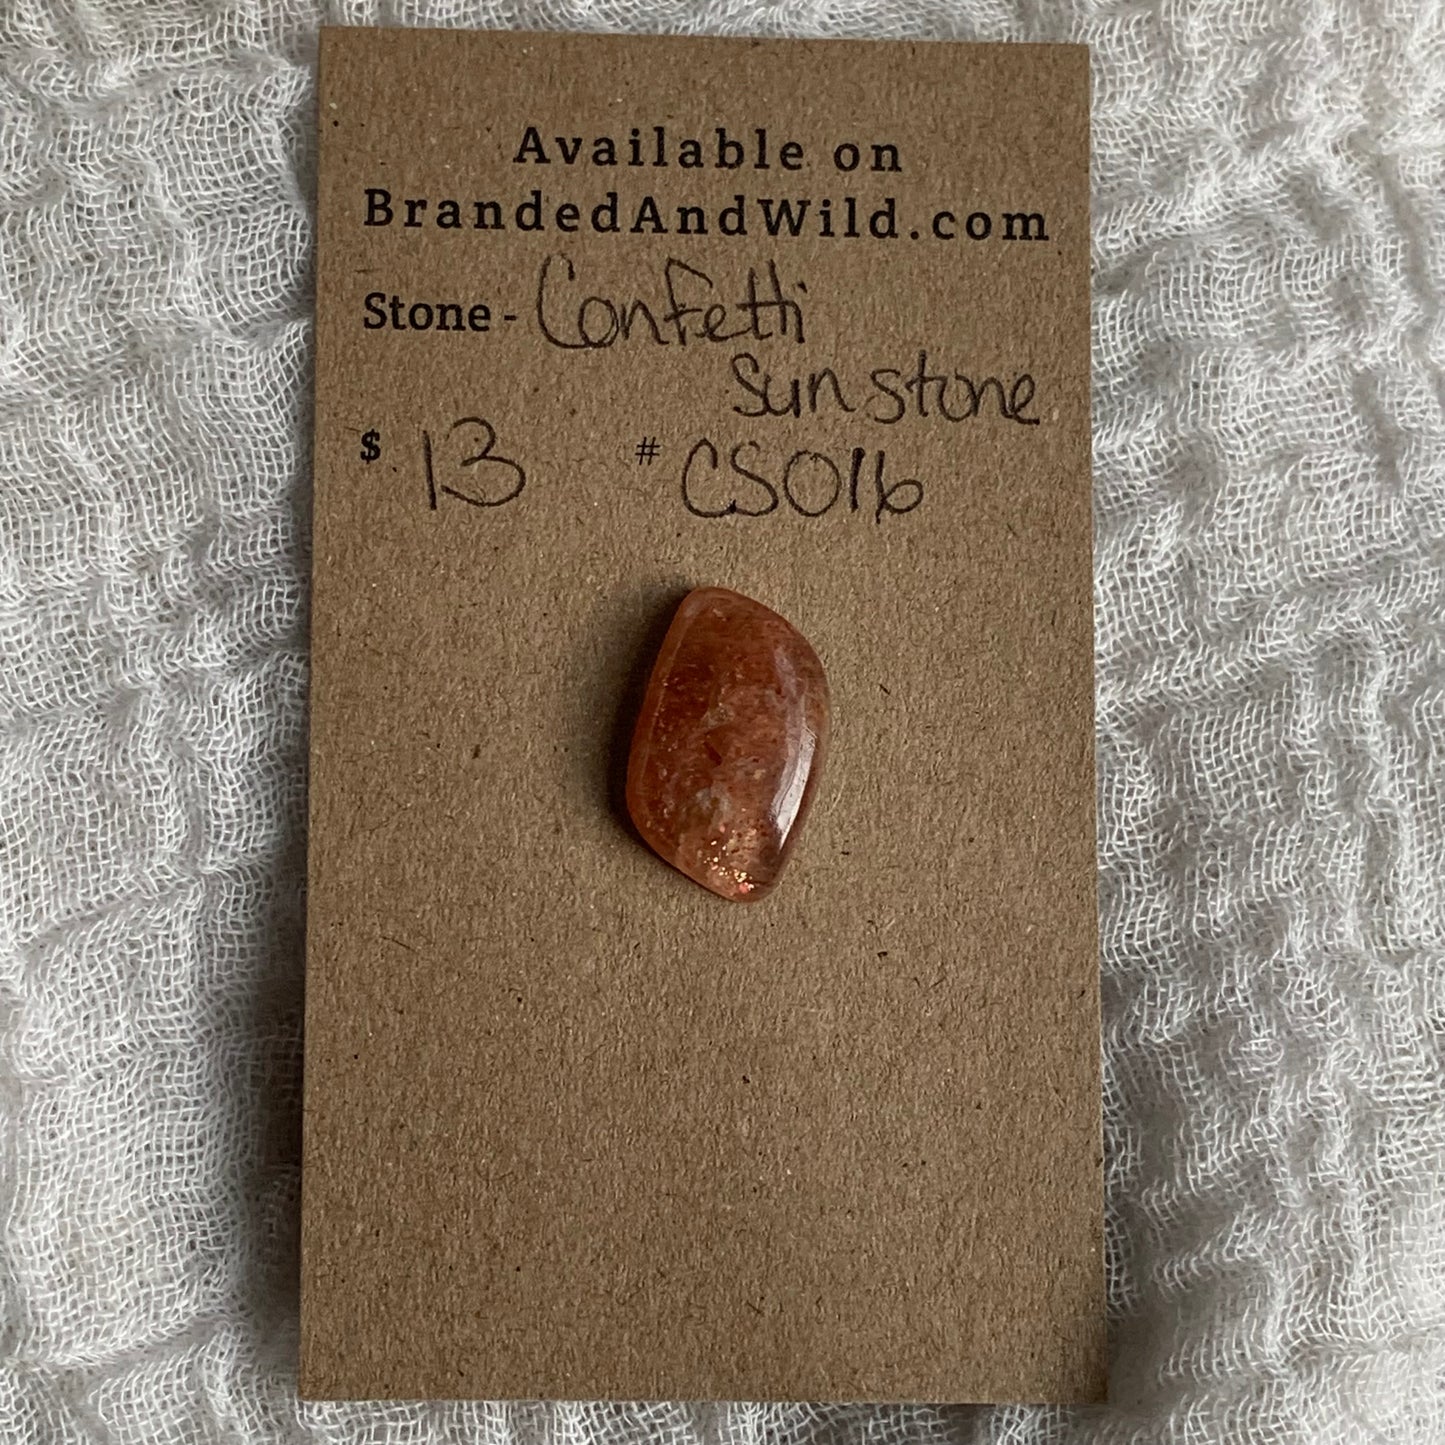 Available on
BrandedAndWild.com
Stone - Confetti
Sunstone
$ 13 # CS016